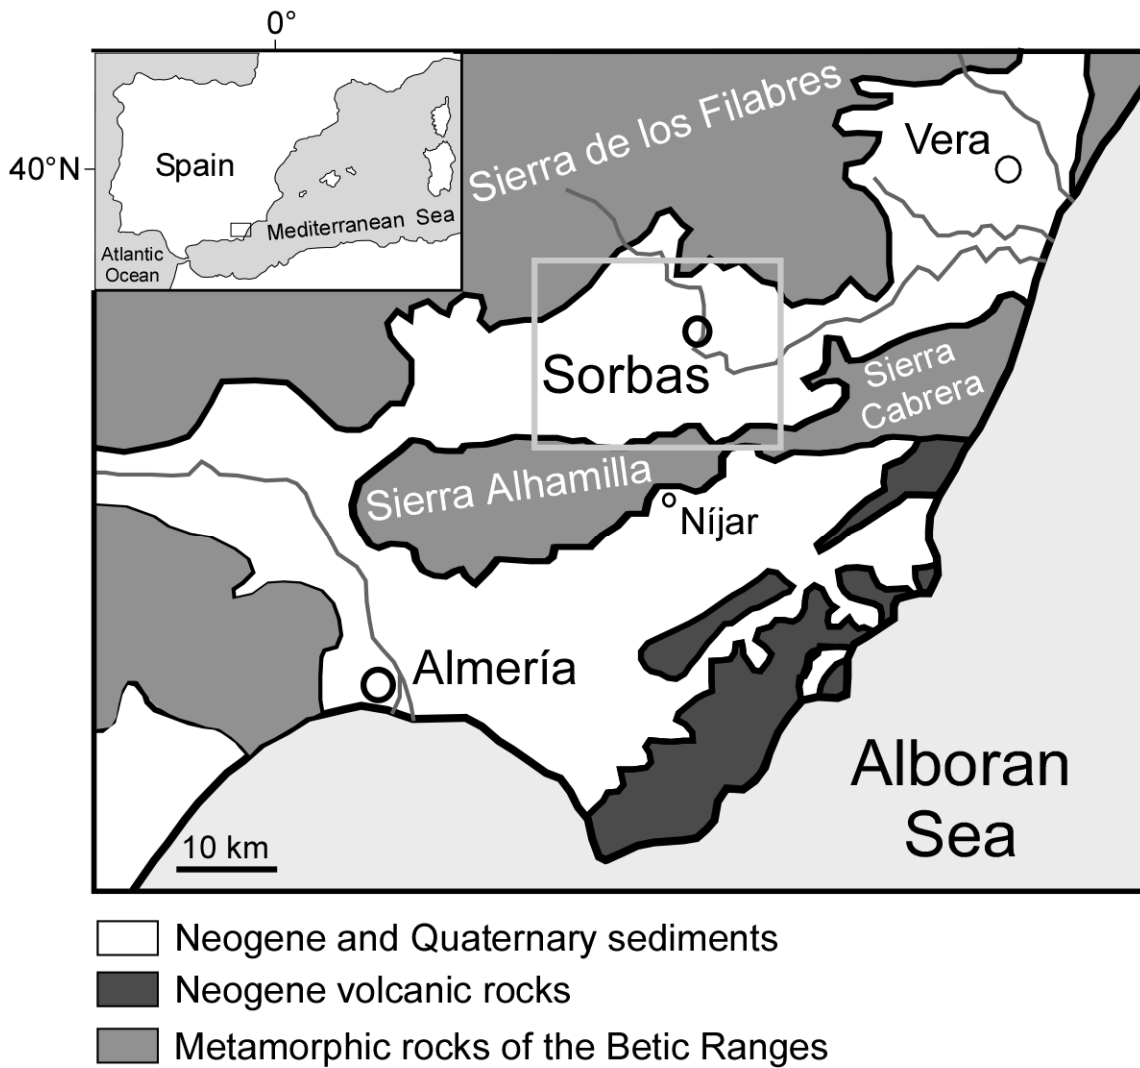 0°
40°N
Spain
Mediterranean Sea
Atlantic
Ocean
Sierra de los Filabres
Vera
Sorbas
Sierra
Cabrera
Sierra Alhamilla
Níjar
Almería
Alboran
Sea
10 km
Neogene and Quaternary sediments
Neogene volcanic rocks
Metamorphic rocks of the Betic Ranges